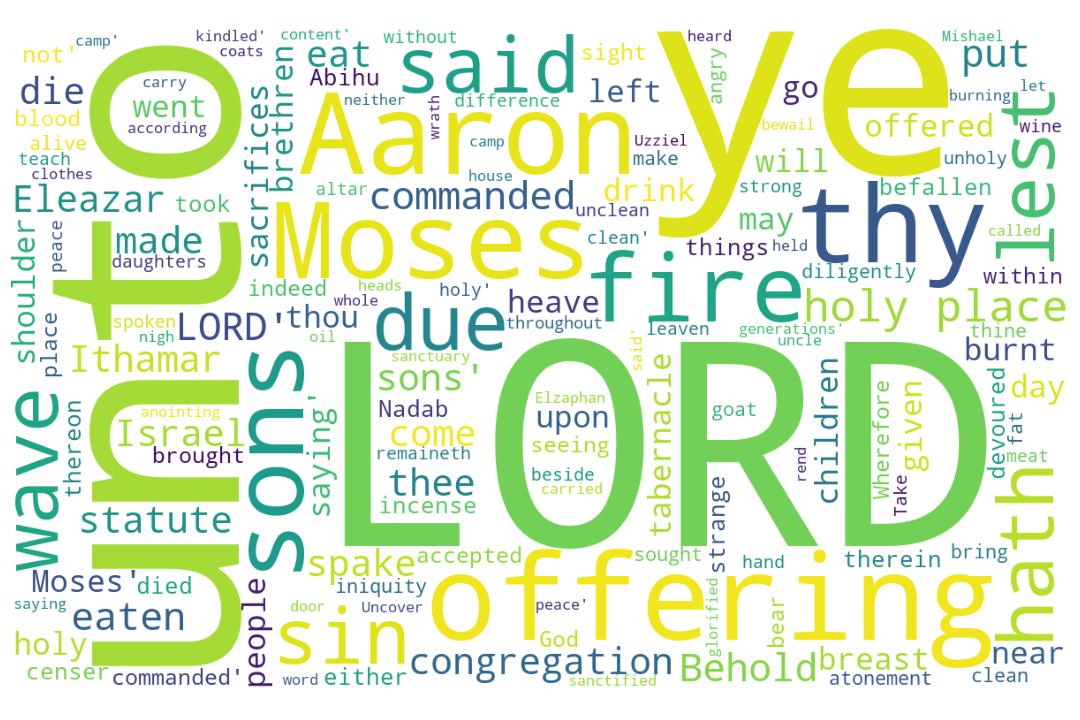 unto
ye
LORD
offering
Aaron
Moses
said
sons
fire
thy
hath
lest
wave
sin
due
holy place
commanded
congregation
Behold
brethren
sacrifices
put
die
eat
go
left
offered
will
may
befallen
things
within
Eleazar
Ithamar
Israel
made
went
took
shoulder
place
peace
thereon
statute
Moses'
died
eaten
holy
censer
commanded'
people
saying
saying'
spake
accepted
iniquity
door
Uncover
word
either
God
peace'
sanctified
sought
glorified
strange
hand
bear
therein
bring
breast
atonement
near
clean
not'
camp'
kindled'
coats
content'
without
sight
heard
angry
Mishael
burning
let
wine
unholy
bewail
strong
called
diligently
held
Uzziel
make
drink
unclean
clean'
house
camp
altar
neither
difference
wrath
Abihu
carry
according
blood
alive
teach
clothes
daughters
indeed
heads
whole
holy'
heave
throughout
leaven
generations'
uncle
said'
thine
burnt
day
devoured
fat
meat
given
Wherefore
Take
children
rend
goat
tabernacle
Elzaphan
upon
seeing
beside
carried
sanctuary
sons'
Nadab
come
remaineth
thee
incense
LORD'
thou
oil
spoken
nigh
anointing
brought